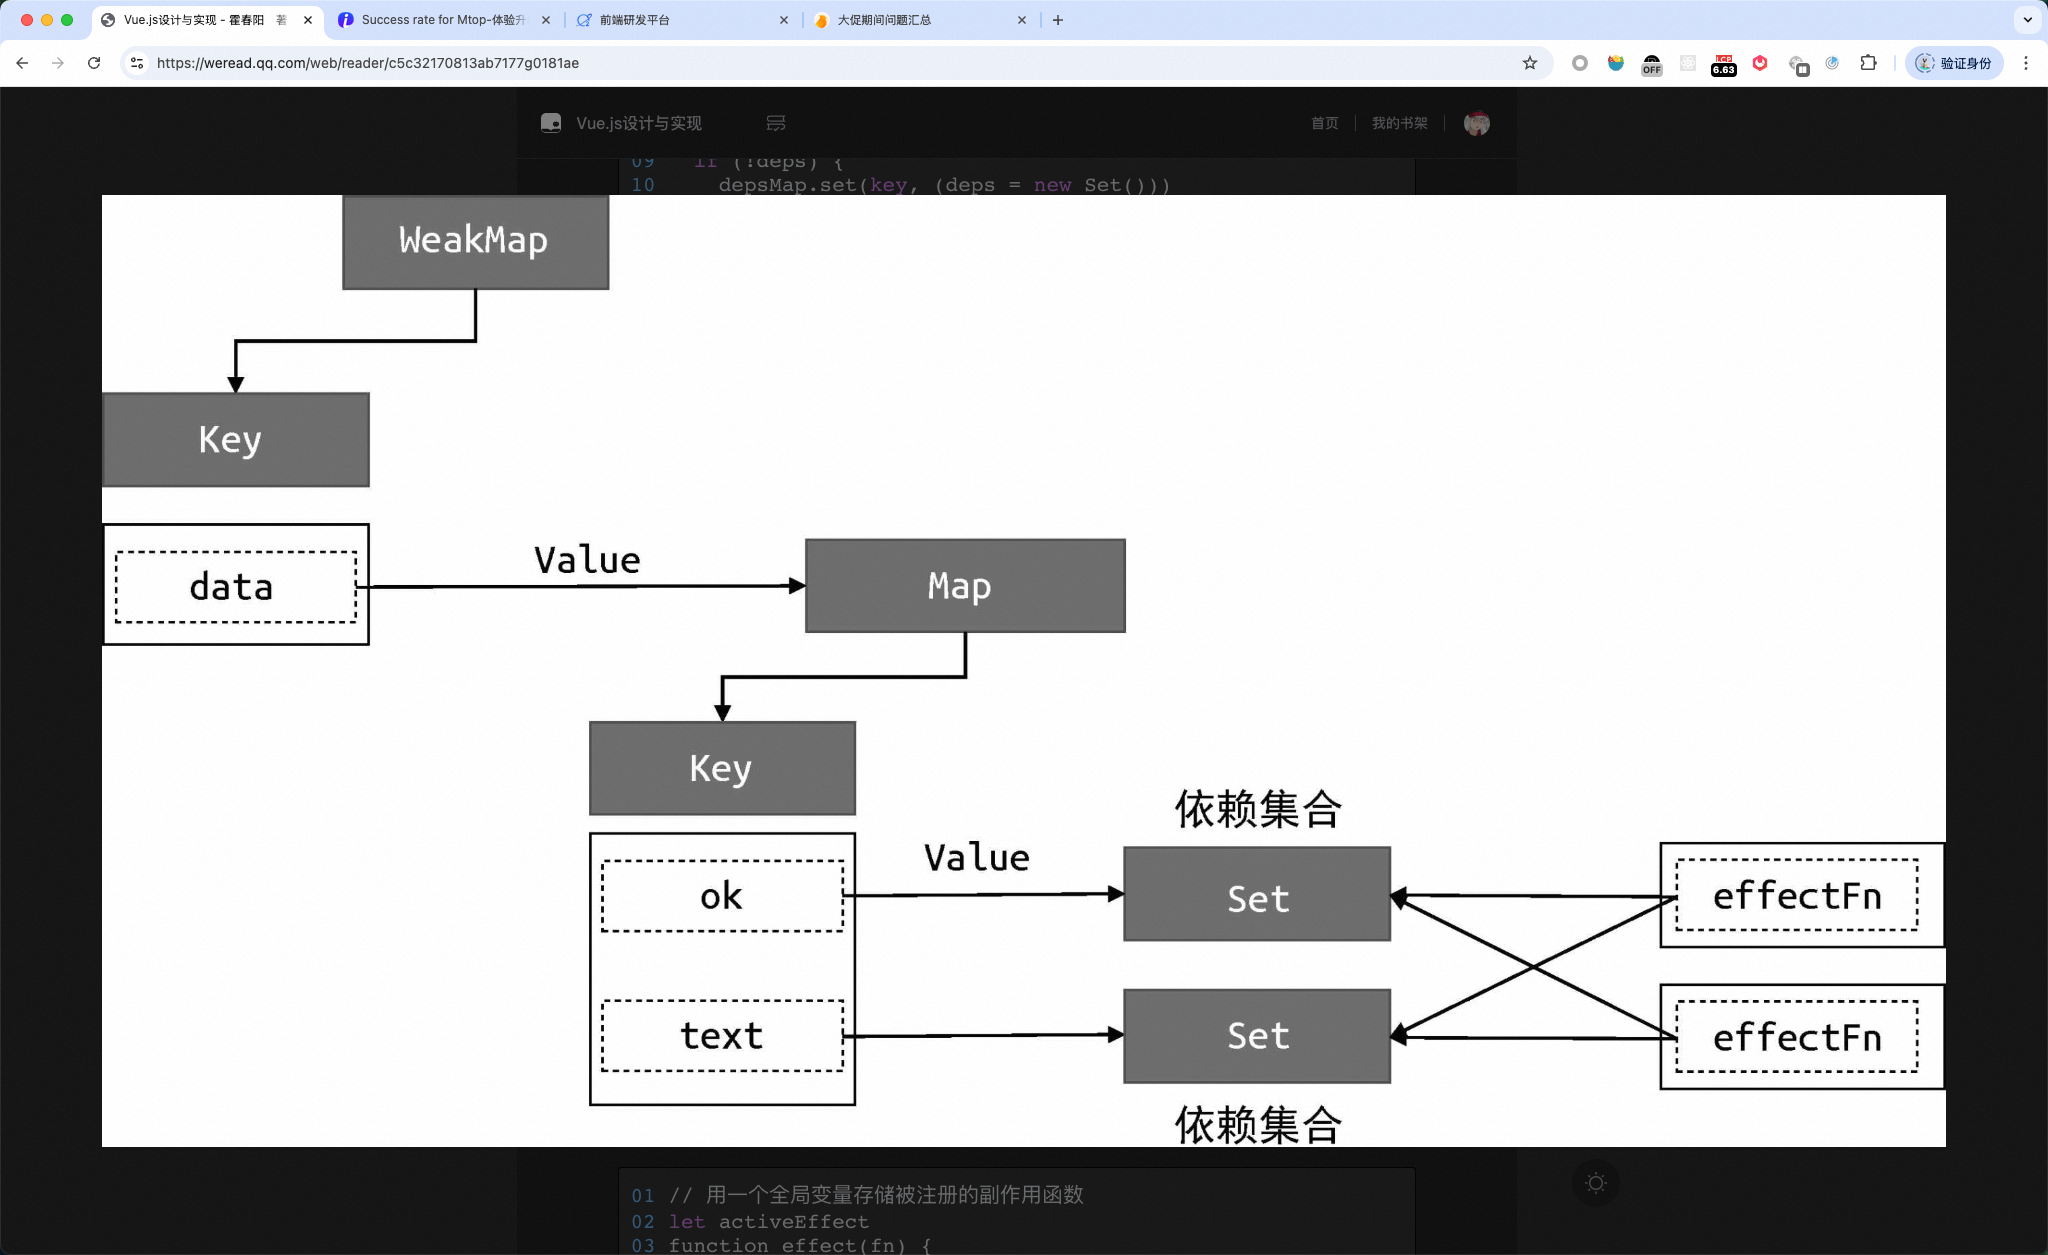 Vue.js设计与实现 - 霍春阳 著
Success rate for Mtop-体验升
前端研发平台
大促期间问题汇总
https://weread.qq.com/web/reader/c5c32170813ab7177g0181ae
OFF
LCP
6.63
验证身份
Vue.js设计与实现
首页
我的书架
09 if (!deps) {
10 depsMap.set(key, (deps = new Set()))
WeakMap
Key
data
Value
Map
Key
依赖集合
ok
Value
Set
effectFn
text
Set
effectFn
依赖集合
01 // 用一个全局变量存储被注册的副作用函数
02 let activeEffect
03 function effect(fn) {